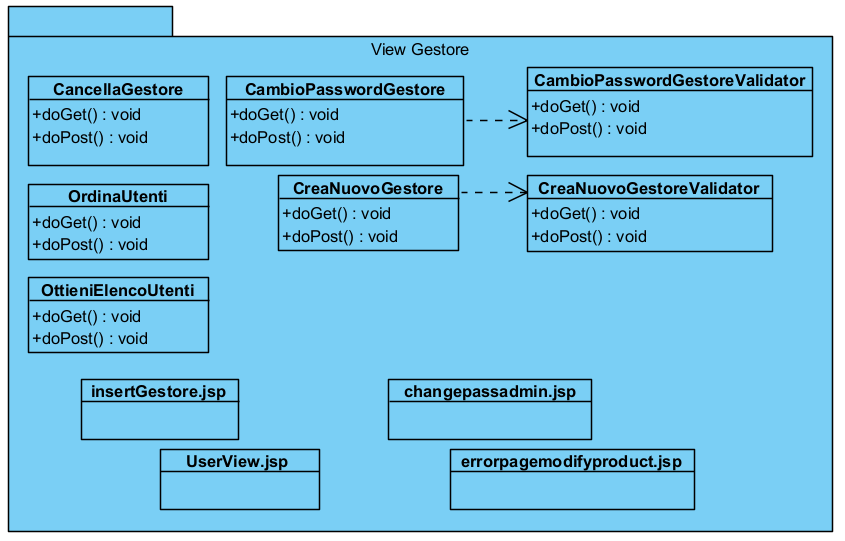 View Gestore
CancellaGestore
+doGet() : void
+doPost() : void
CambioPasswordGestore
+doGet() : void
+doPost() : void
CambioPasswordGestoreValidator
+doGet() : void
+doPost() : void
OrdinaUtenti
+doGet() : void
+doPost() : void
CreaNuovoGestore
+doGet() : void
+doPost() : void
CreaNuovoGestoreValidator
+doGet() : void
+doPost() : void
OttieniElencoUtenti
+doGet() : void
+doPost() : void
insertGestore.jsp
changepassadmin.jsp
UserView.jsp
errorpagemodifyproduct.jsp